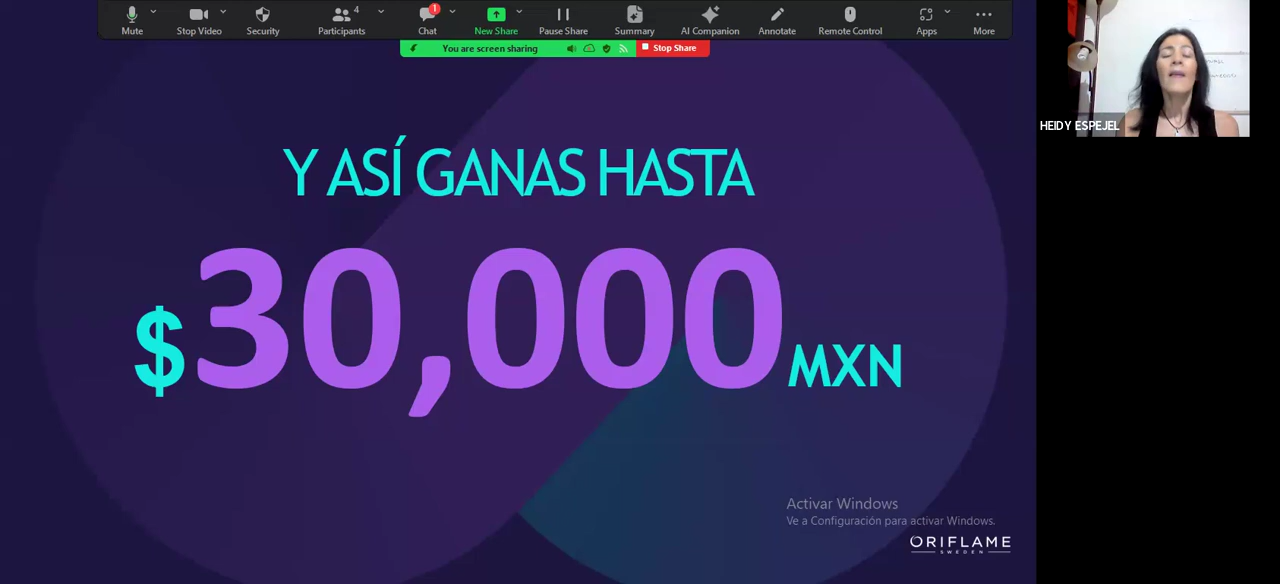 Mute
Stop Video
Security
4
Participants
1
Chat
New Share
Pause Share
Summary
AI Companion
Annotate
Remote Control
Apps
More
You are screen sharing
Stop Share
HEIDY ESPEJEL
Y ASÍ GANAS HASTA
$30,000 MXN
Activar Windows
Ve a Configuración para activar Windows.
ORIFLAME
SWEDEN